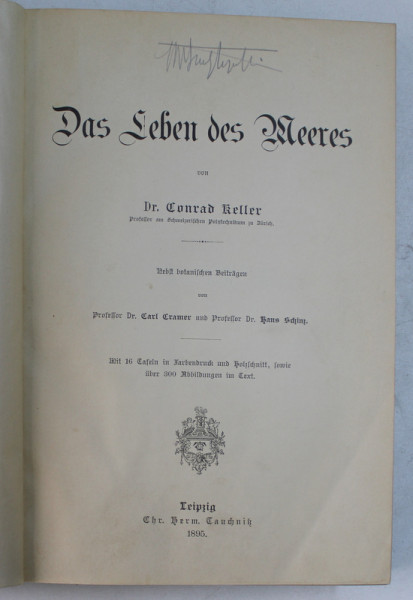 Das Leben des Meeres
von
Dr. Conrad Keller
Professor am Schweizerischen Polytechnikum zu Zürich.
Nebst botanischen Beiträgen
von
Professor Dr. Carl Cramer und Professor Dr. Hans Schinz.
Mit 16 Tafeln in Farbendruck und Holzschnitt, sowie
über 300 Abbildungen im Text.
Leipzig
Chr. Herm. Tauchnitz
1895.